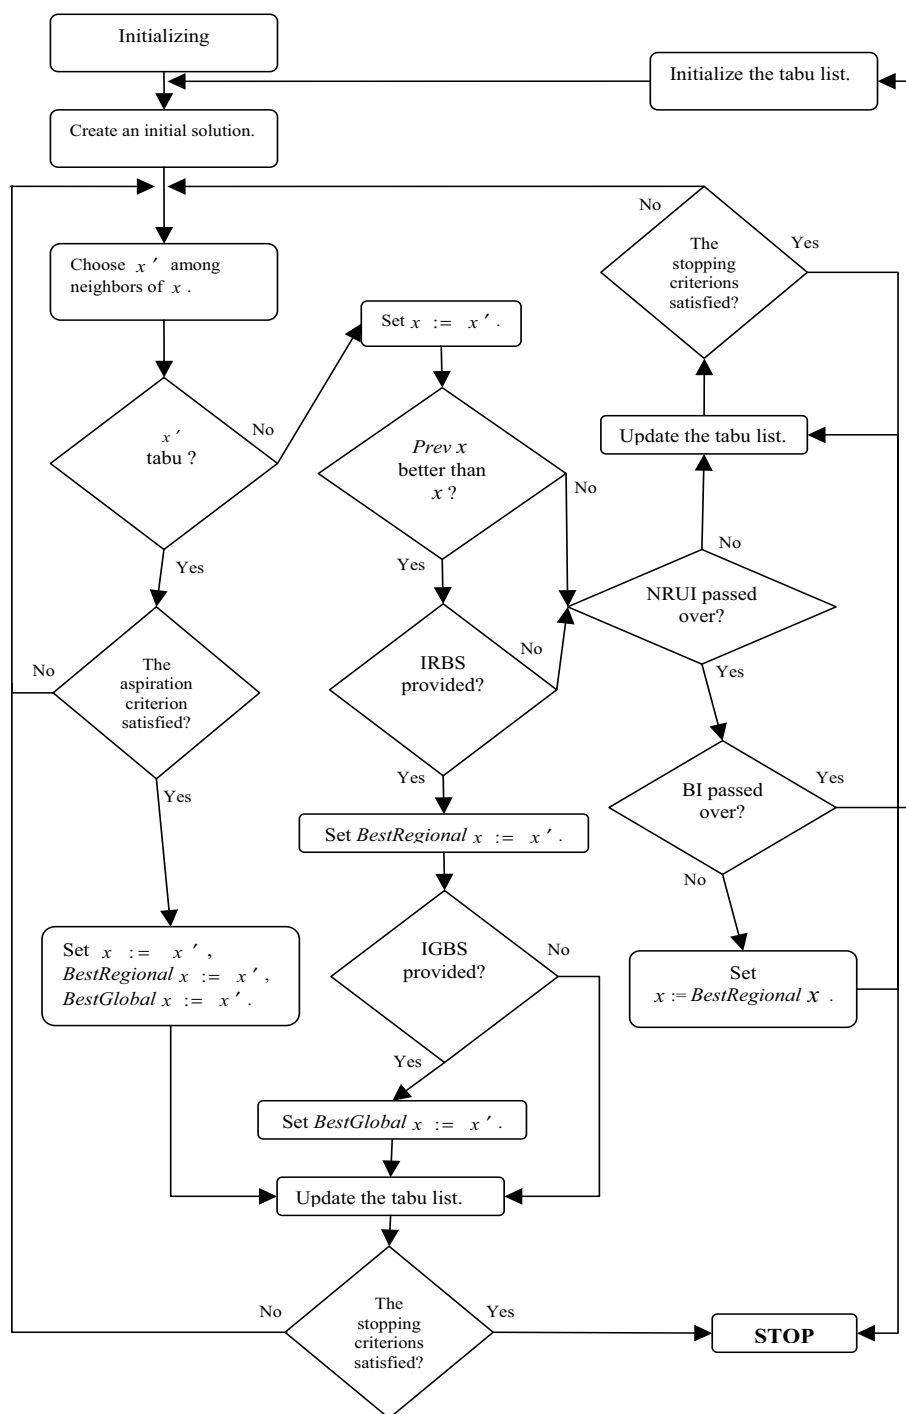 Initializing
Initialize the tabu list.
Create an initial solution.
No
The
stopping
criterions
satisfied?
Yes
Choose x ′ among
neighbors of x .
Set x := x ′ .
x ′
tabu ?
No
Prev x
better than
x ?
No
Update the tabu list.
Yes
Yes
No
NRUI passed
over?
Yes
No
The
aspiration
criterion
satisfied?
Yes
IRBS
provided?
No
Yes
BI passed
over?
Yes
No
Set BestRegional x := x ′ .
Set x := x ′ ,
BestRegional x := x ′ ,
BestGlobal x := x ′ .
IGBS
provided?
No
Yes
Set
x := BestRegional x .
Set BestGlobal x := x ′ .
Update the tabu list.
No
The
stopping
criterions
satisfied?
Yes
STOP